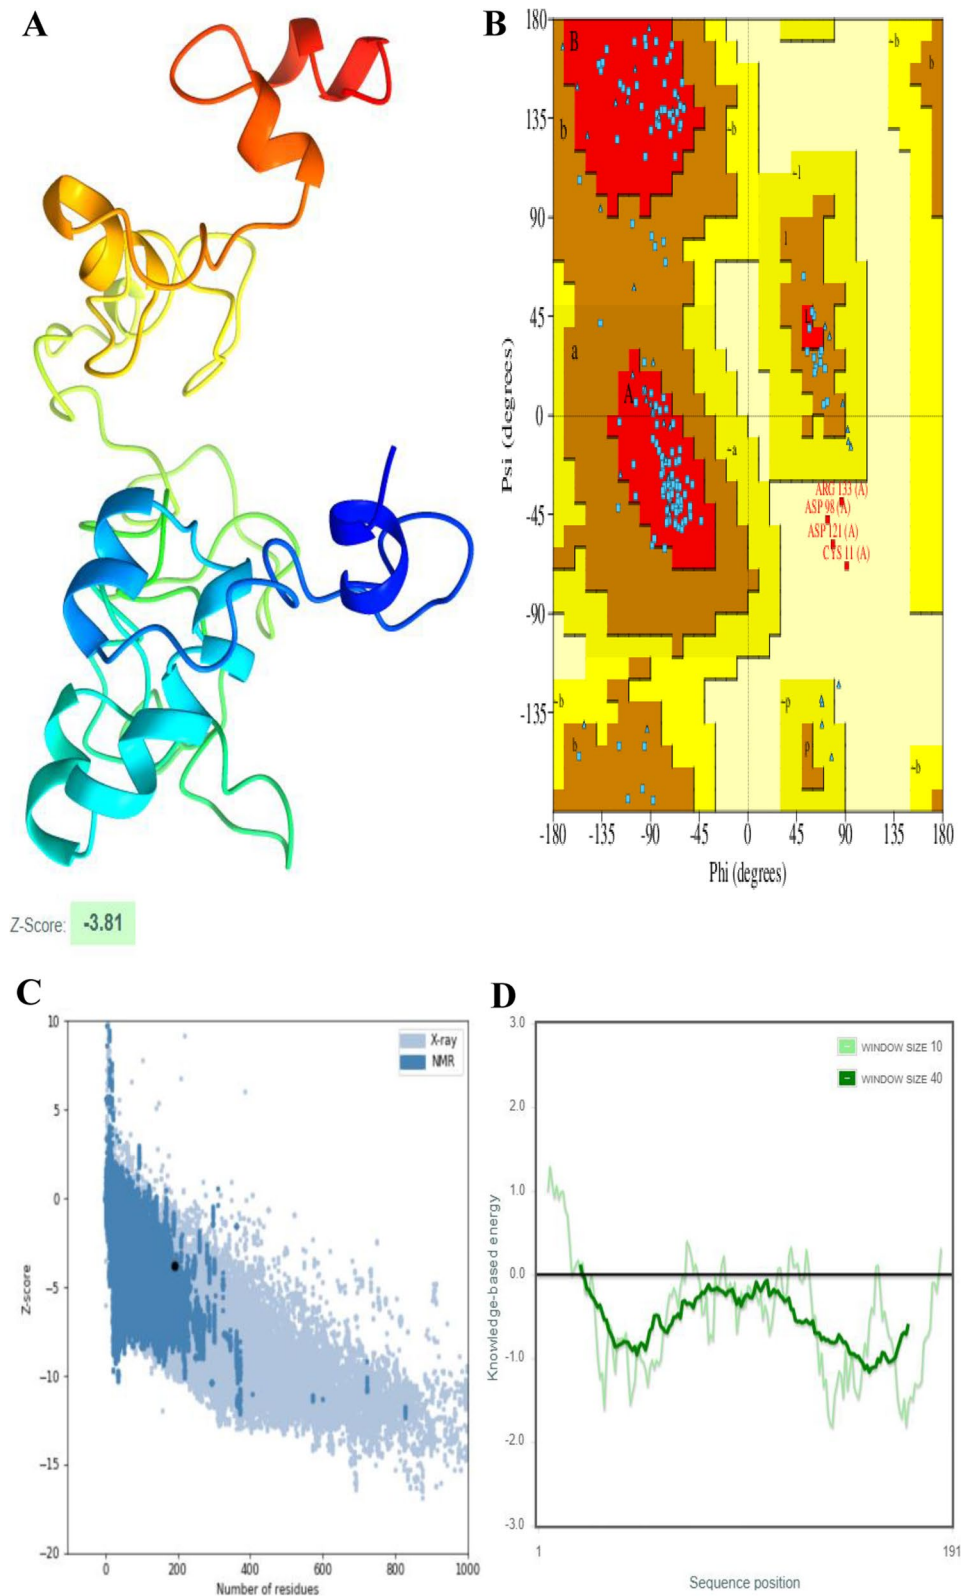 A
B
180
135
90
45
0
-45
-90
-135
Psi (degrees)
B
b
~b
~b
b
~l
l
L
a
A
~a
ARG 133 (A)
ASP 98 (A)
ASP 121 (A)
CYS 11 (A)
~b
b
~p
p
~b
-180
-135
-90
-45
0
45
90
135
180
Phi (degrees)
Z-Score: -3.81
C
10
5
0
−5
−10
−15
−20
Z-score
X-ray
NMR
0
200
400
600
800
1000
Number of residues
D
3.0
2.0
1.0
0.0
-1.0
-2.0
-3.0
Knowledge-based energy
WINDOW SIZE 10
WINDOW SIZE 40
1
191
Sequence position